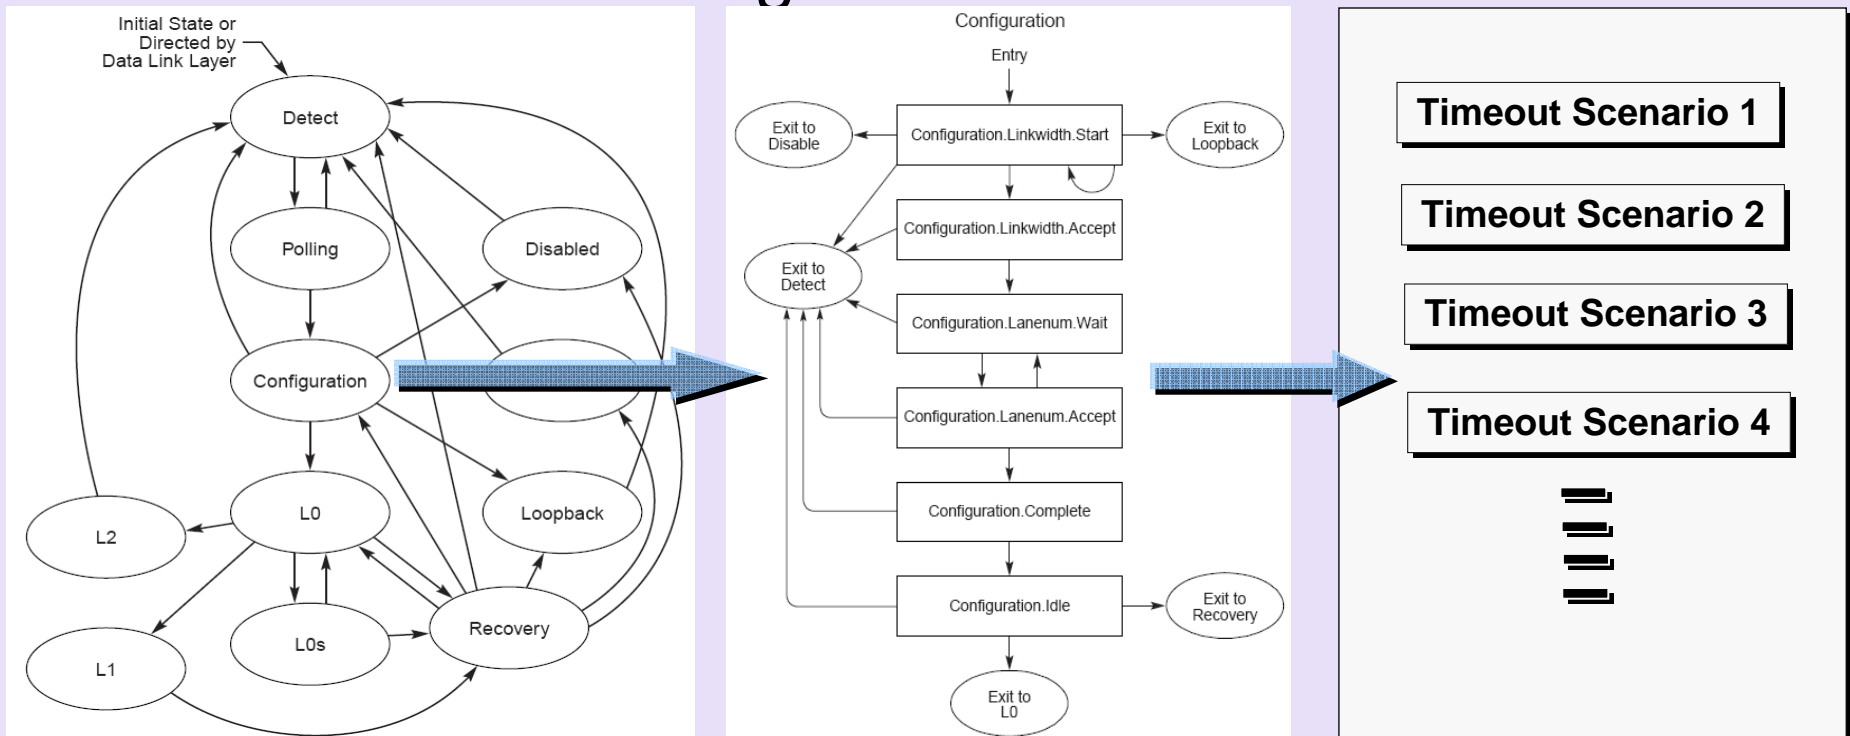 Initial State or
Directed by
Data Link Layer
Detect
Polling
Disabled
Configuration
L0
Loopback
L2
L0s
Recovery
L1
Configuration
Entry
Exit to
Disable
Configuration.Linkwidth.Start
Exit to
Loopback
Configuration.Linkwidth.Accept
Exit to
Detect
Configuration.Lanenum.Wait
Configuration.Lanenum.Accept
Configuration.Complete
Configuration.Idle
Exit to
Recovery
Exit to
L0
Timeout Scenario 1
Timeout Scenario 2
Timeout Scenario 3
Timeout Scenario 4